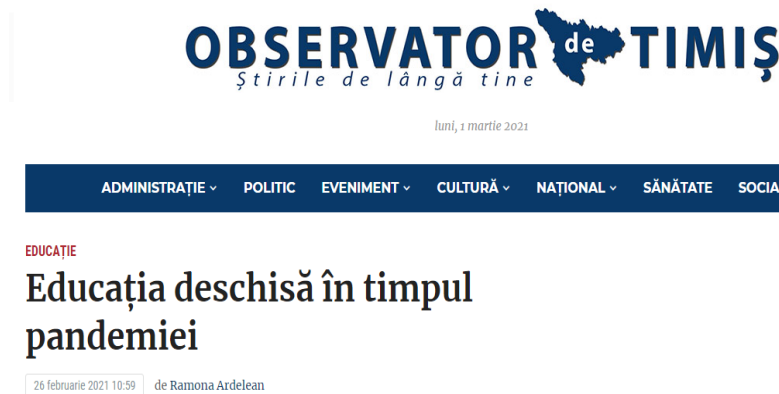 OBSERVATOR de TIMIȘ
Știrile de lângă tine
luni, 1 martie 2021
ADMINISTRAȚIE POLITIC EVENIMENT CULTURĂ NAȚIONAL SĂNĂTATE SOCIA
EDUCAȚIE
Educația deschisă în timpul
pandemiei
26 februarie 2021 10:59 de Ramona Ardelean